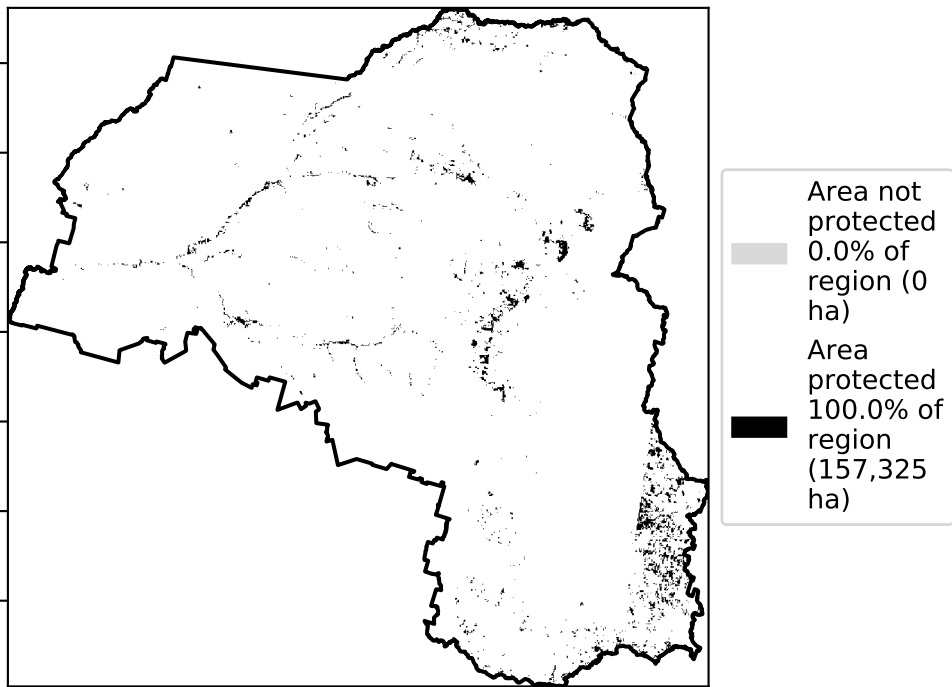 Area not
protected
0.0% of
region (0
ha)
Area
protected
100.0% of
region
(157,325
ha)